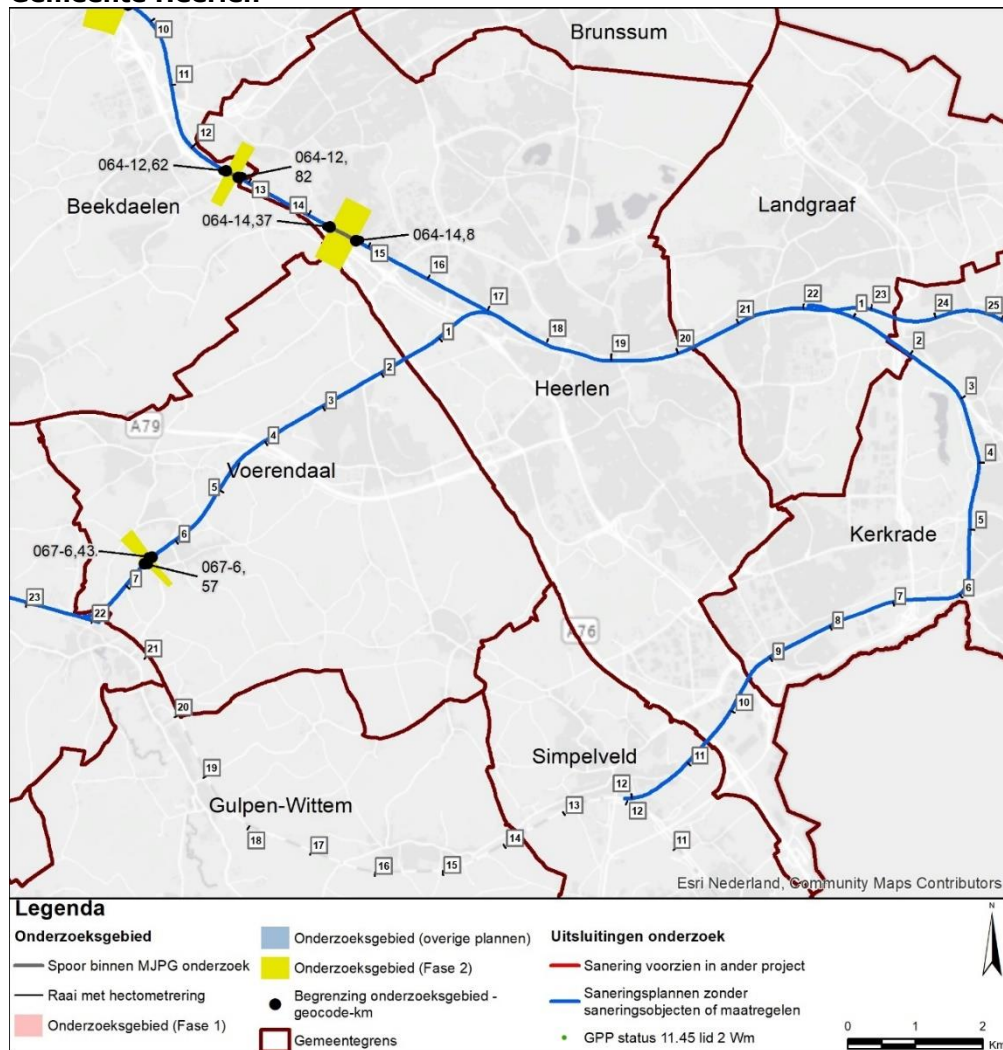 Brunssum
10
11
12
064-12,62
064-12,
82
Beekdaelen
13
14
064-14,37
064-14,8
15
16
17
18
19
20
21
22
1
23
24
25
2
3
4
5
6
7
8
9
10
11
12
12
11
13
14
15
16
17
18
19
20
21
22
23
1
2
3
4
5
6
7
Landgraaf
Heerlen
A79
Voerendaal
067-6,43
067-6,
57
Kerkrade
A76
Simpelveld
Gulpen-Wittem
Esri Nederland, Community Maps Contributors
Legenda
Onderzoeksgebied
Spoor binnen MJPG onderzoek
Raai met hectometrering
Onderzoeksgebied (Fase 1)
Onderzoeksgebied (overige plannen)
Onderzoeksgebied (Fase 2)
Begrenzing onderzoeksgebied -
geocode-km
Gemeentegrens
Uitsluitingen onderzoek
Sanering voorzien in ander project
Saneringsplannen zonder
saneringsobjecten of maatregelen
GPP status 11.45 lid 2 Wm
N
0 1 2
Km